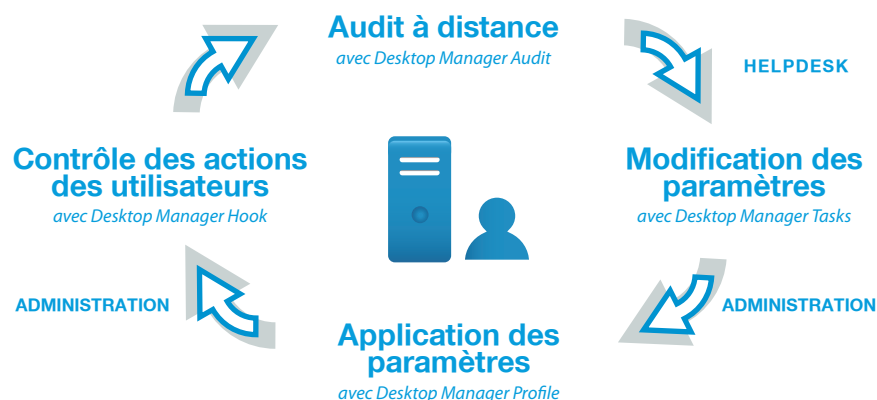 Audit à distance
avec Desktop Manager Audit
HELPDESK
Contrôle des actions
des utilisateurs
avec Desktop Manager Hook
Modification des
paramètres
avec Desktop Manager Tasks
ADMINISTRATION
ADMINISTRATION
Application des
paramètres
avec Desktop Manager Profile